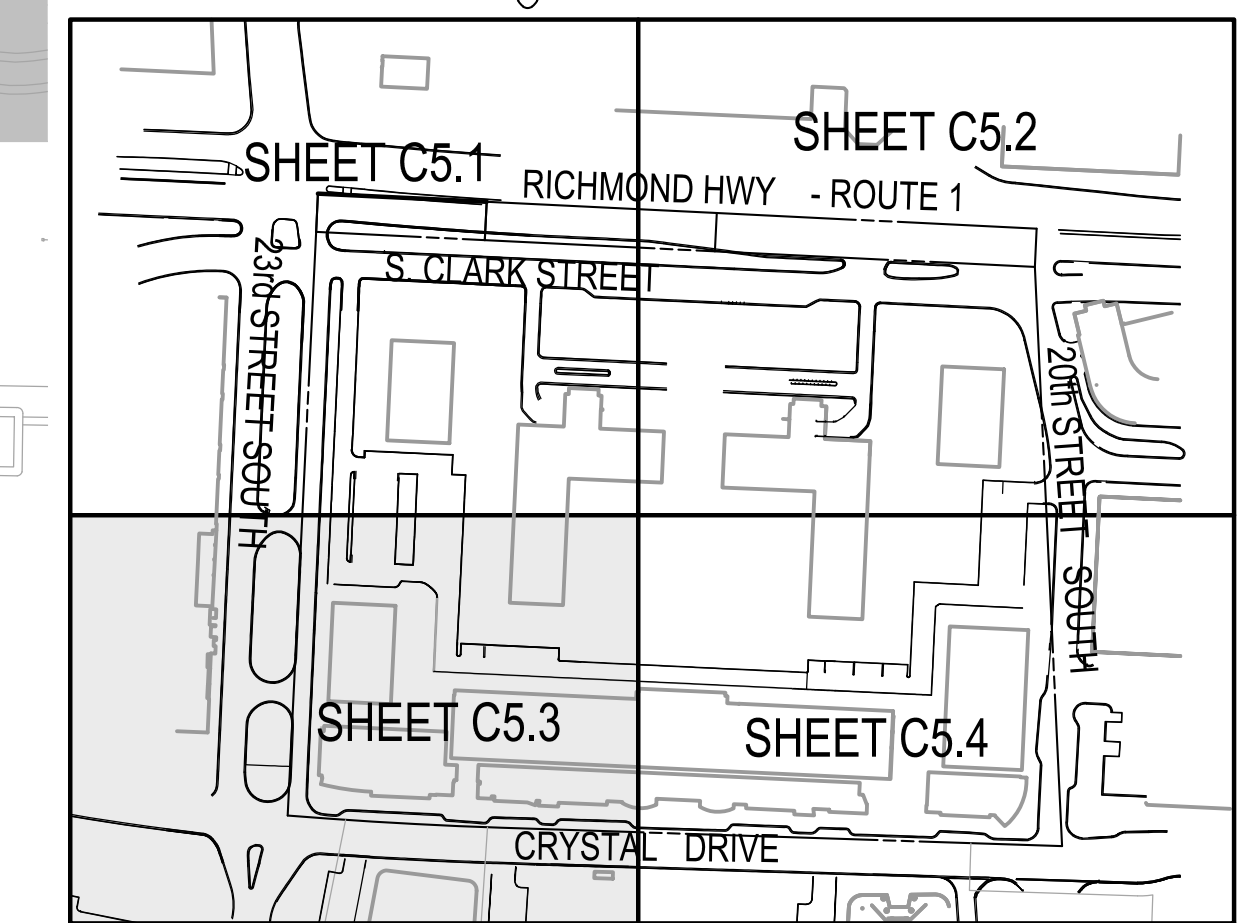 SHEET C5.1
SHEET C5.2
RICHMOND HWY - ROUTE 1
S. CLARK STREET
23rd STREET SOUTH
20th STREET SOUTH
SHEET C5.3
SHEET C5.4
CRYSTAL DRIVE